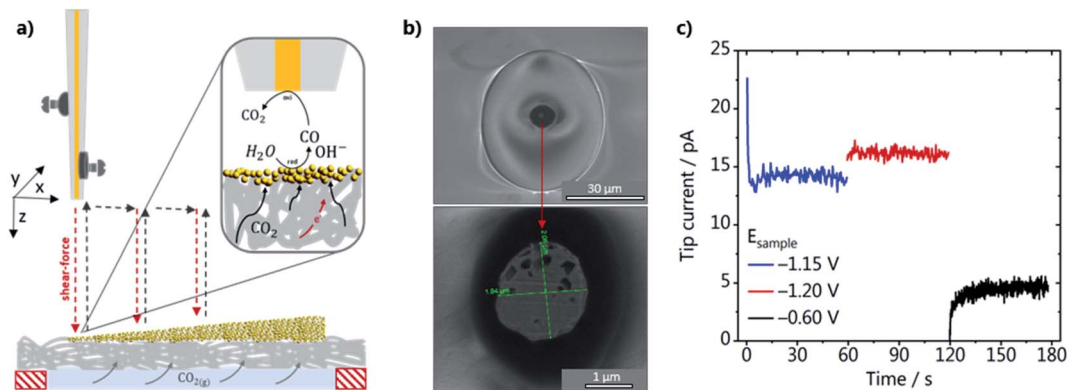 a)
y
x
z
shear-force
CO₂
(ox)
CO
H₂O
red
OH⁻
CO₂
e⁻
CO₂(g)
b)
30 µm
1 µm
c)
25
20
15
10
5
0
Tip current / pA
E_sample
–1.15 V
–1.20 V
–0.60 V
0
30
60
90
120
150
180
Time / s